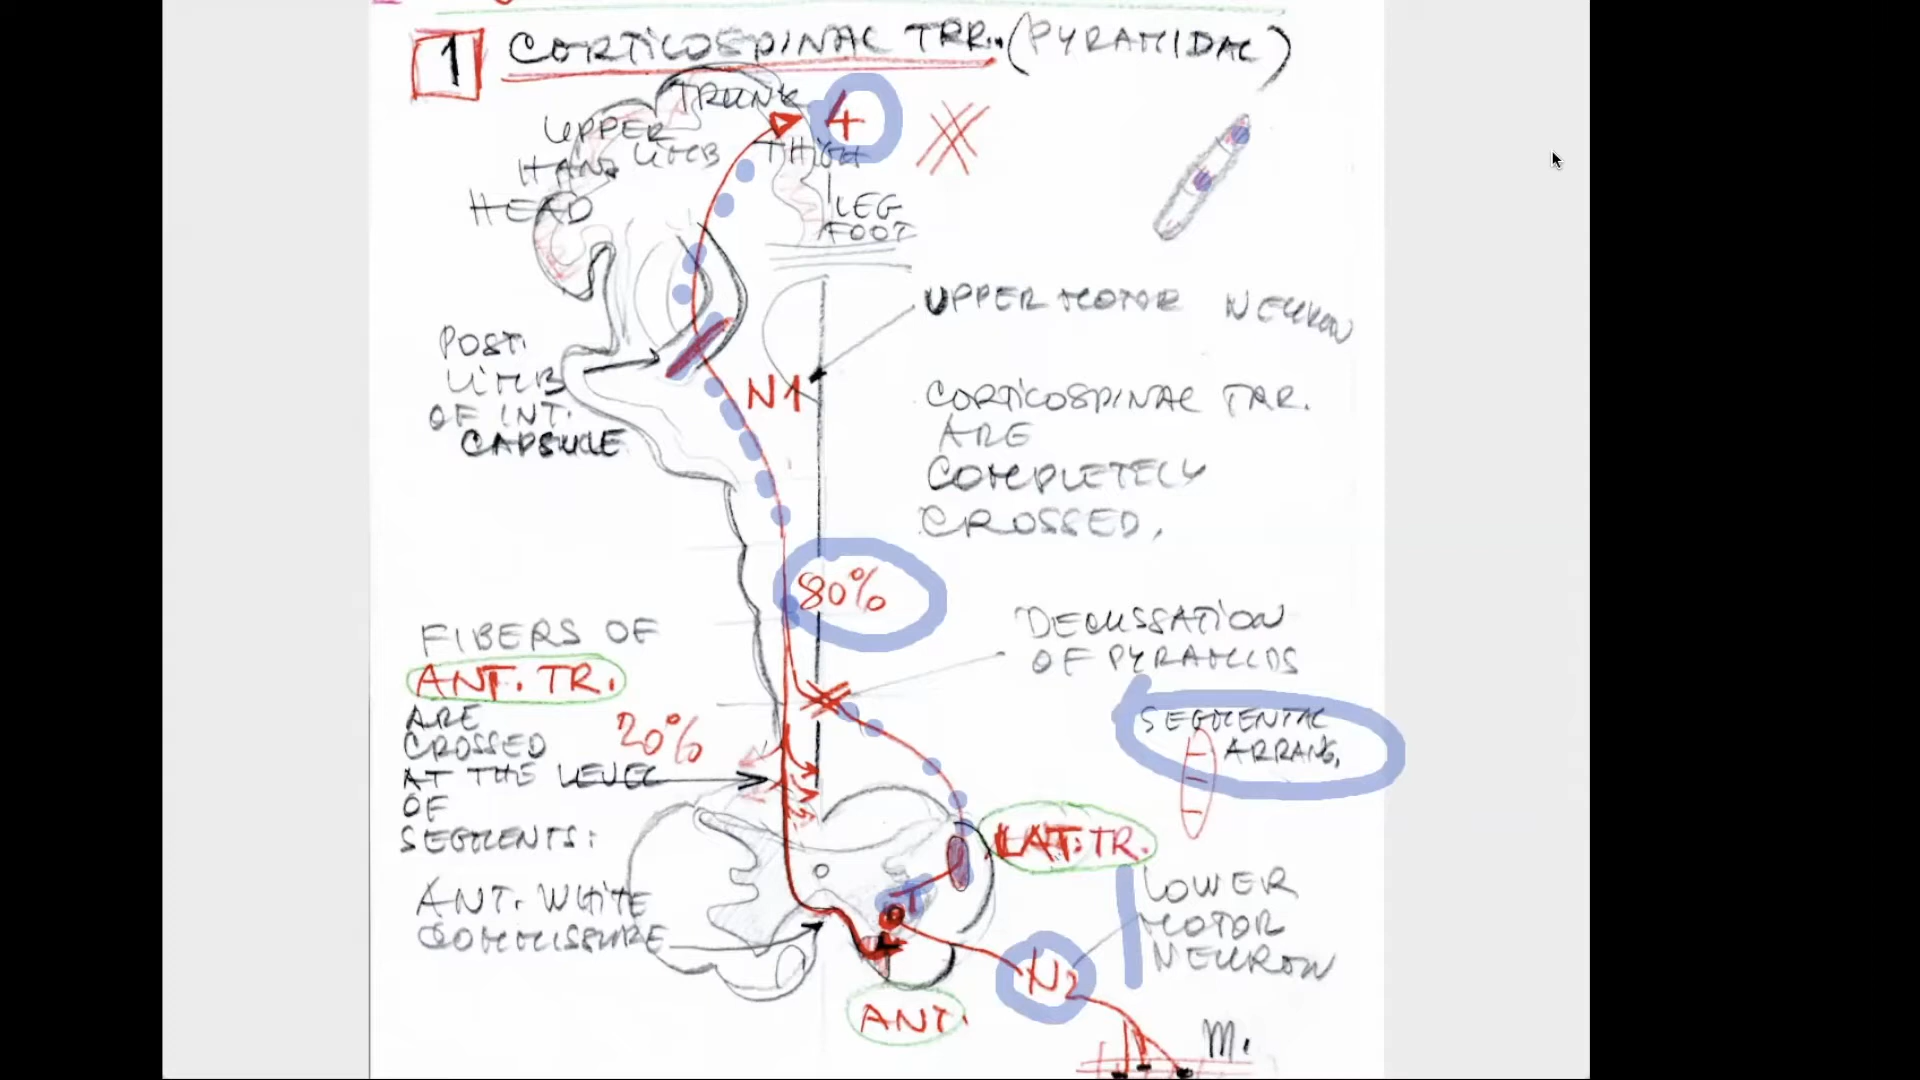 1 CORTICOSPINAL TRR. (PYRAMIDAL)
TRUNK
4
UPPER
LIMB
HAND
THIGH
HEAD
LEG
FOOT
UPPER MOTOR NEURON
POST.
LIMB
OF INT.
CAPSULE
N1
CORTICOSPINAL TRR.
ARE
COMPLETELY
CROSSED.
80%
DECUSSATION
OF PYRAMIDS
FIBERS OF
ANT. TR.
ARE
CROSSED
20%
AT THE LEVEL
OF
SEGMENTS:
SEGMENTAL
ARRANG.
LAT. TR.
LOWER
MOTOR
NEURON
ANT. WHITE
COMMISSURE
N2
ANT.
M.